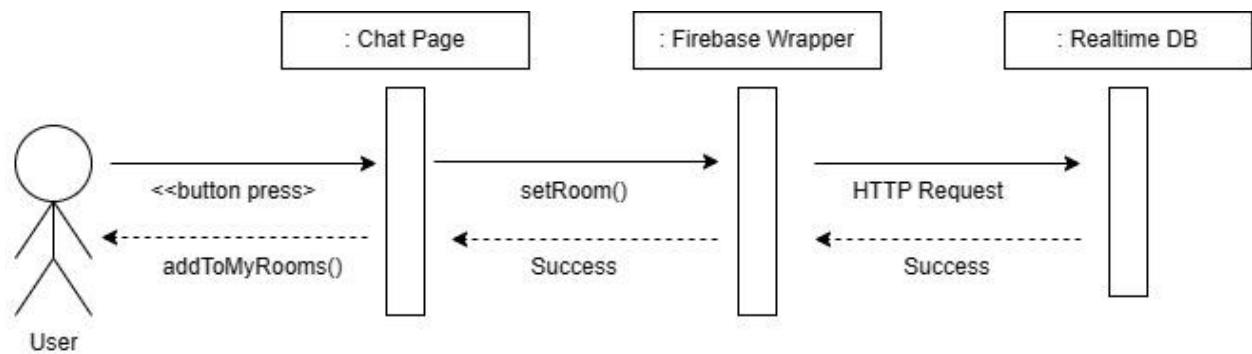 : Chat Page
: Firebase Wrapper
: Realtime DB
<<button press>
setRoom()
HTTP Request
addToMyRooms()
Success
Success
User